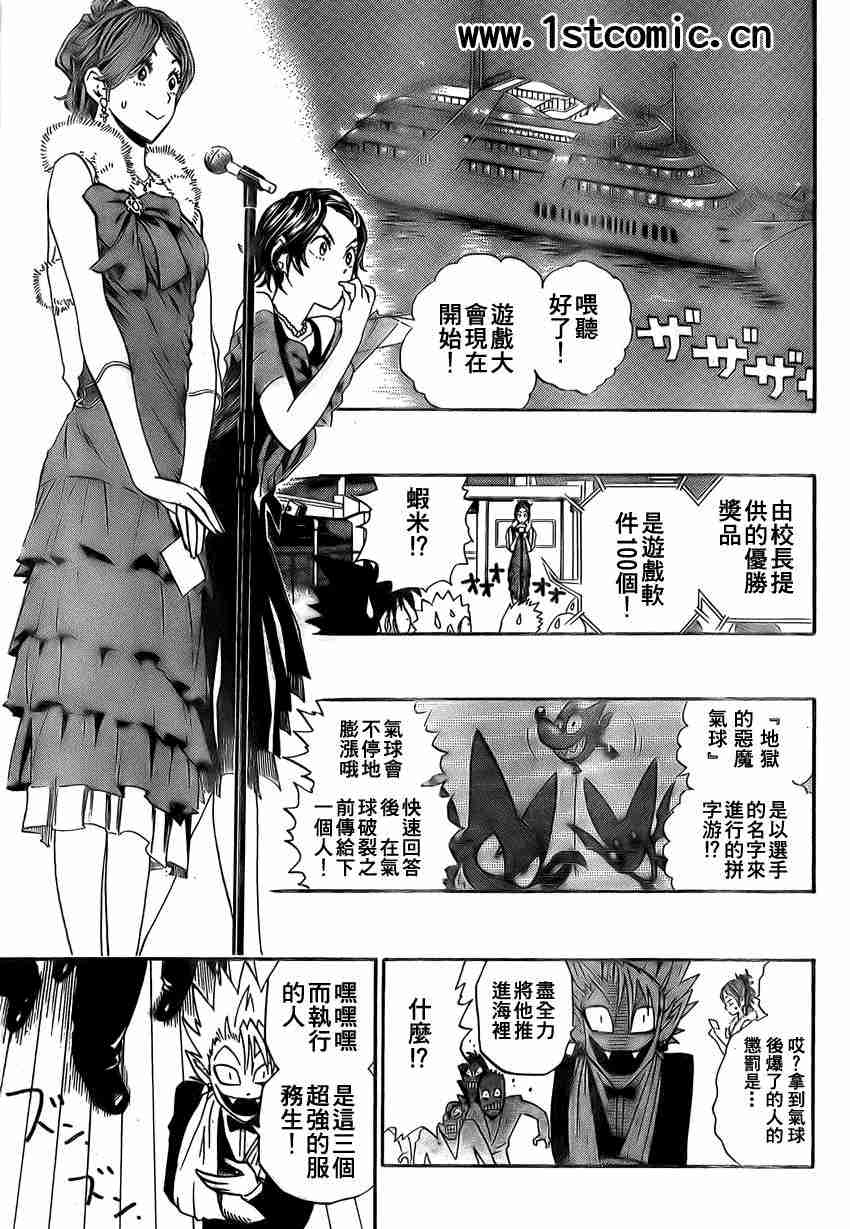 www.1stcomic.cn
喂聽
好了！
遊戲大
會現在
開始！
ザザザザ
由校長提
供的優勝
獎品
是遊戲軟
件100個！
蝦米!?
オオ
オオ
『地獄
的惡魔
氣球』
是以選手
的名字來
進行的拼
字游!?
氣球會
不停地
膨漲哦
快速回答
後 在氣
球破裂之
前傳給下
一個人！
哎？拿到氣球
後爆了的人的
懲罰是…
盡全力
將他推
進海裡
什麼!?
嘿嘿嘿
而執行
的人
是這三個
超強的服
務生！
ズン
ズン